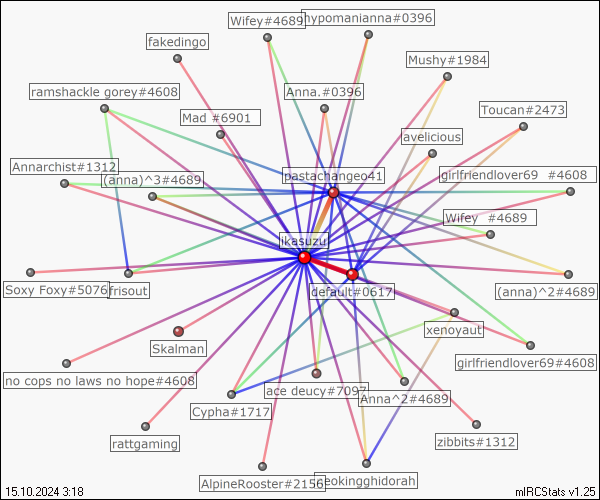 Wifey#4689
hypomanianna#0396
fakedingo
Mushy#1984
ramshackle gorey#4608
Anna.#0396
Toucan#2473
Mad #6901
avelicious
Annarchist#1312
(anna)^3#4689
pastachangeo41
girlfriendlover69 #4608
Wifey #4689
ikasuzu
Soxy Foxy#5076
frisout
default#0617
(anna)^2#4689
xenoyaut
Skalman
girlfriendlover69#4608
no cops no laws no hope#4608
ace deucy#7097
Anna^2#4689
Cypha#1717
rattgaming
zibbits#1312
AlpineRooster#2156
eokingghidorah
15.10.2024 3:18
mIRCStats v1.25